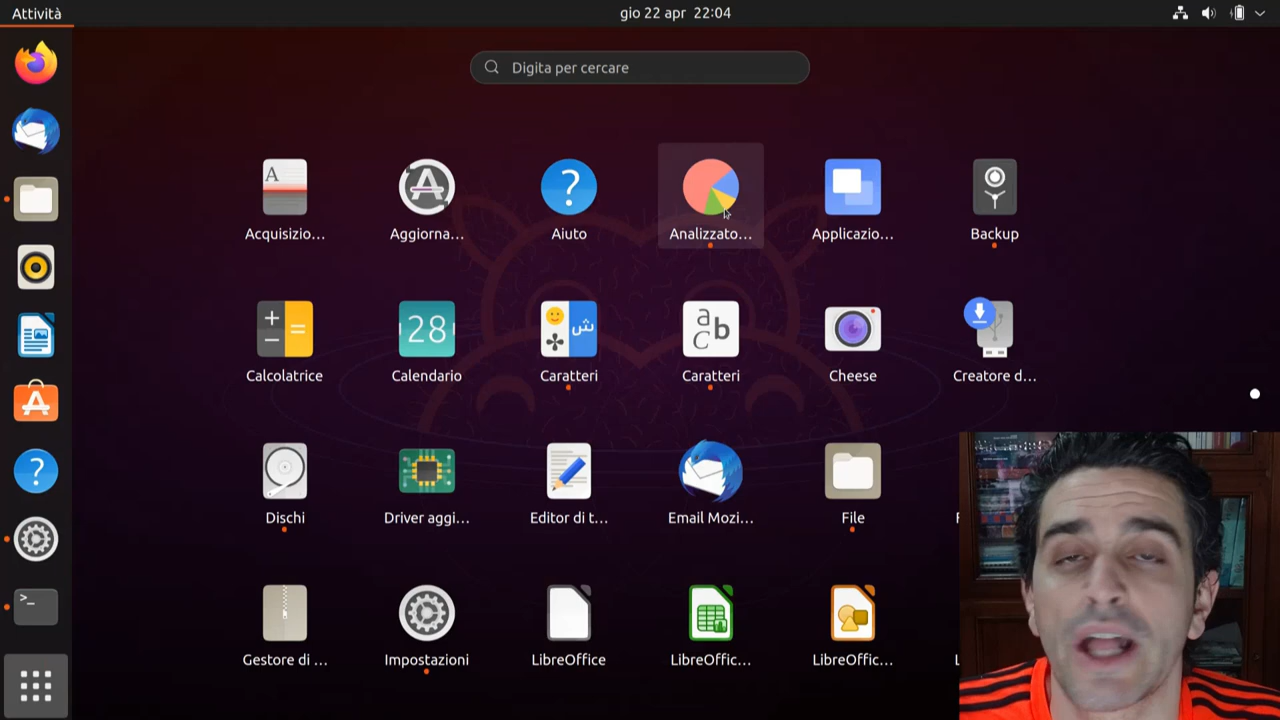 Attività
gio 22 apr 22:04
Digita per cercare
Acquisizio…
Aggiorna…
Aiuto
Analizzato…
Applicazio…
Backup
Calcolatrice
Calendario
Caratteri
Caratteri
Cheese
Creatore d…
Dischi
Driver aggi…
Editor di t…
Email Mozi…
File
Gestore di …
Impostazioni
LibreOffice
LibreOffic…
LibreOffic…